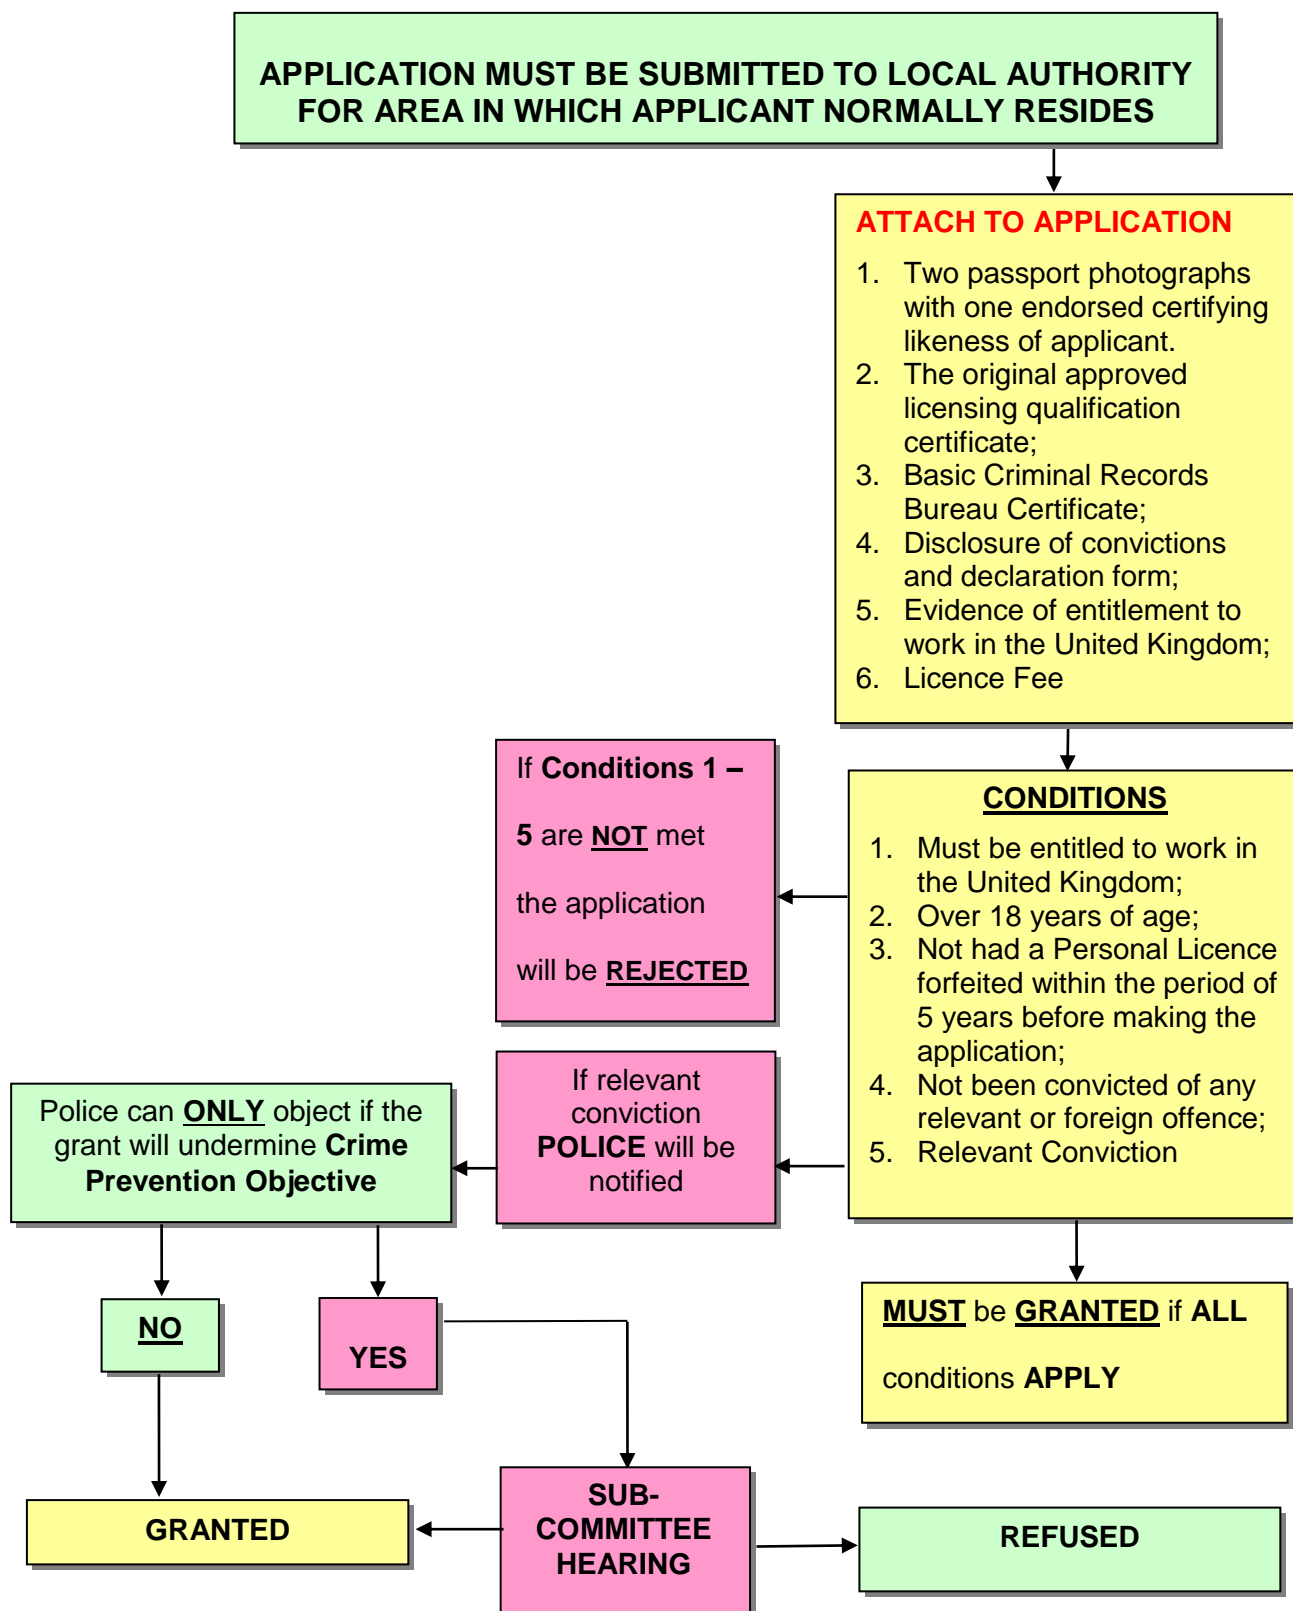 APPLICATION MUST BE SUBMITTED TO LOCAL AUTHORITY
FOR AREA IN WHICH APPLICANT NORMALLY RESIDES
ATTACH TO APPLICATION
1. Two passport photographs
with one endorsed certifying
likeness of applicant.
2. The original approved
licensing qualification
certificate;
3. Basic Criminal Records
Bureau Certificate;
4. Disclosure of convictions
and declaration form;
5. Evidence of entitlement to
work in the United Kingdom;
6. Licence Fee
If Conditions 1 –
5 are NOT met
the application
will be REJECTED
CONDITIONS
1. Must be entitled to work in
the United Kingdom;
2. Over 18 years of age;
3. Not had a Personal Licence
forfeited within the period of
5 years before making the
application;
4. Not been convicted of any
relevant or foreign offence;
5. Relevant Conviction
If relevant
conviction
POLICE will be
notified
Police can ONLY object if the
grant will undermine Crime
Prevention Objective
NO
YES
MUST be GRANTED if ALL
conditions APPLY
GRANTED
SUB-
COMMITTEE
HEARING
REFUSED